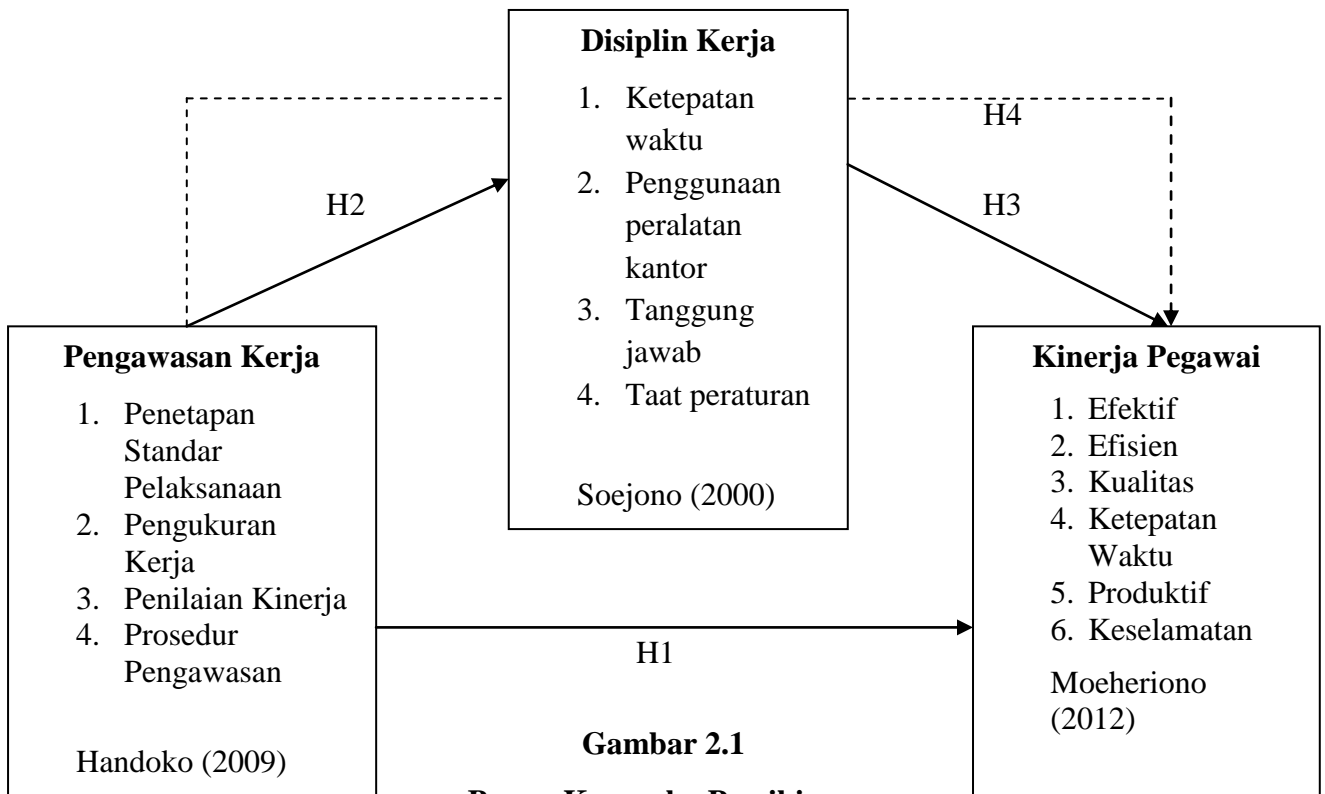 Disiplin Kerja
1. Ketepatan
waktu
2. Penggunaan
peralatan
kantor
3. Tanggung
jawab
4. Taat peraturan
Soejono (2000)
H4
H2
H3
Pengawasan Kerja
1. Penetapan
Standar
Pelaksanaan
2. Pengukuran
Kerja
3. Penilaian Kinerja
4. Prosedur
Pengawasan
Handoko (2009)
Kinerja Pegawai
1. Efektif
2. Efisien
3. Kualitas
4. Ketepatan
Waktu
5. Produktif
6. Keselamatan
Moeheriono
(2012)
H1
Gambar 2.1